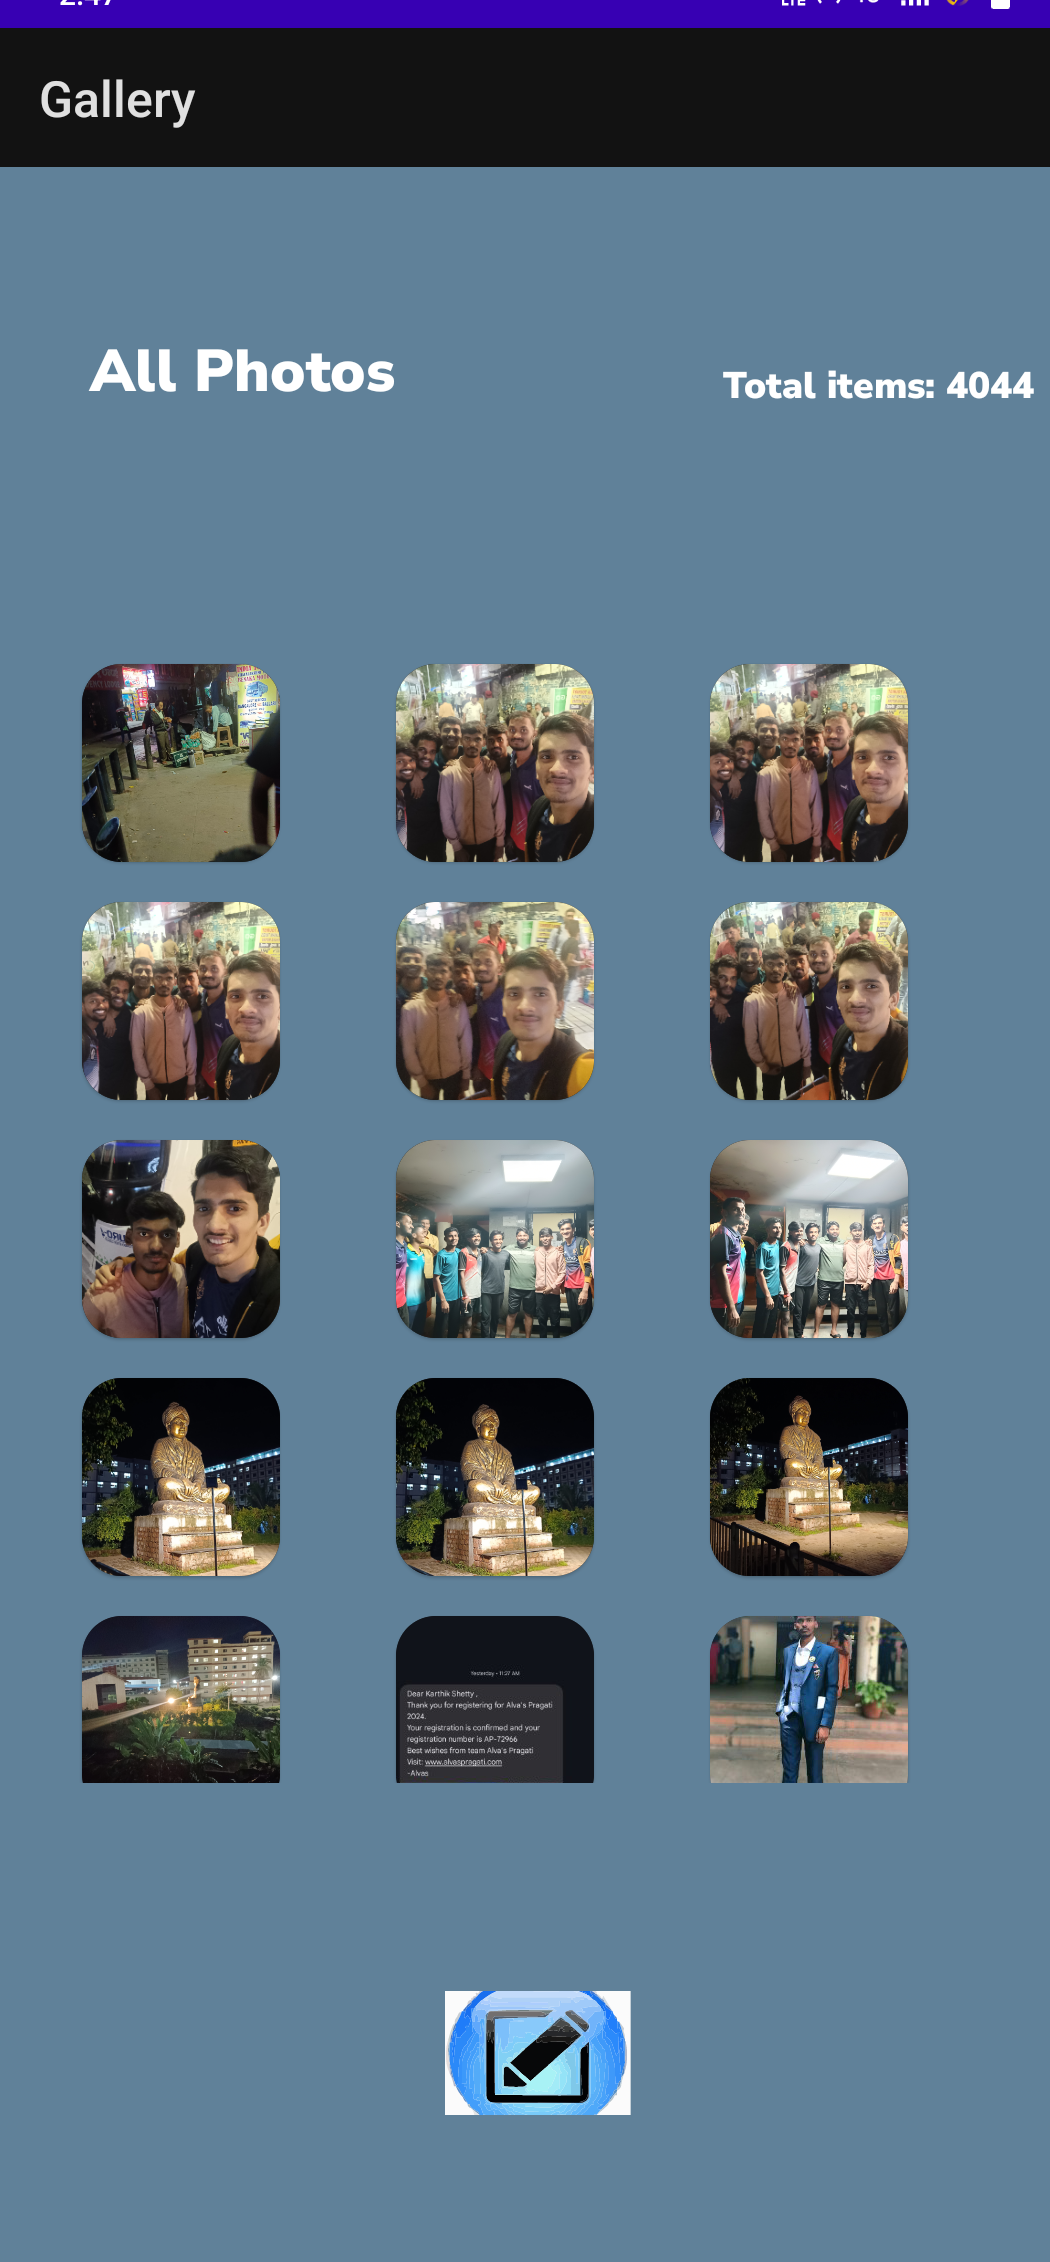 Gallery
All Photos
Total items: 4044
Yesterday • 11:27 AM
Dear Karthik Shetty ,
Thank you for registering for Alva's Pragati
2024.
Your registration is confirmed and your
registration number is AP-72966
Best wishes from team Alva's Pragati
Visit: www.alvaspragati.com
-Alvas